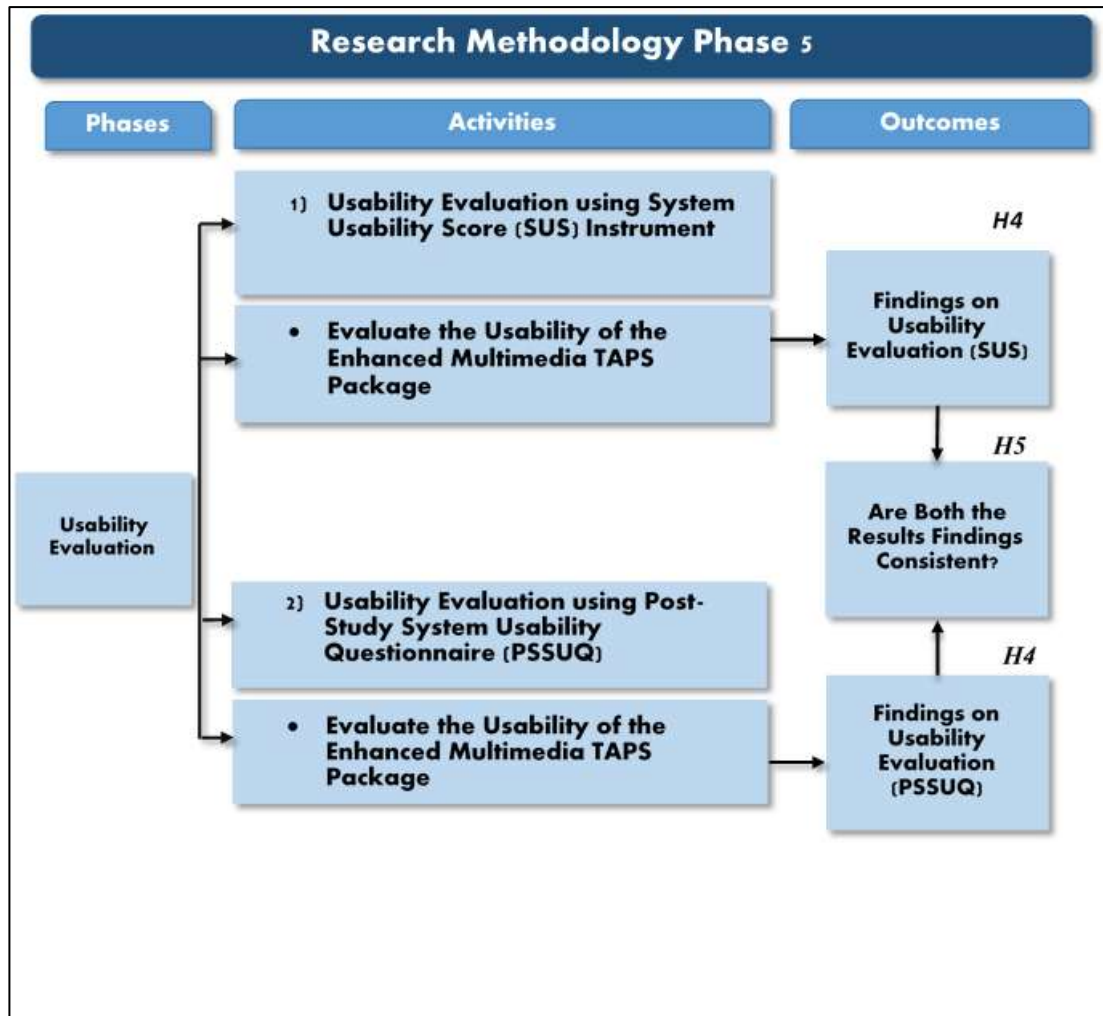 Research Methodology Phase 5
Phases
Activities
Outcomes
1) Usability Evaluation using System
Usability Score (SUS) Instrument
• Evaluate the Usability of the
Enhanced Multimedia TAPS
Package
H4
Findings on
Usability
Evaluation (SUS)
H5
Are Both the
Results Findings
Consistent?
Usability
Evaluation
2) Usability Evaluation using Post-
Study System Usability
Questionnaire (PSSUQ)
• Evaluate the Usability of the
Enhanced Multimedia TAPS
Package
H4
Findings on
Usability
Evaluation
(PSSUQ)